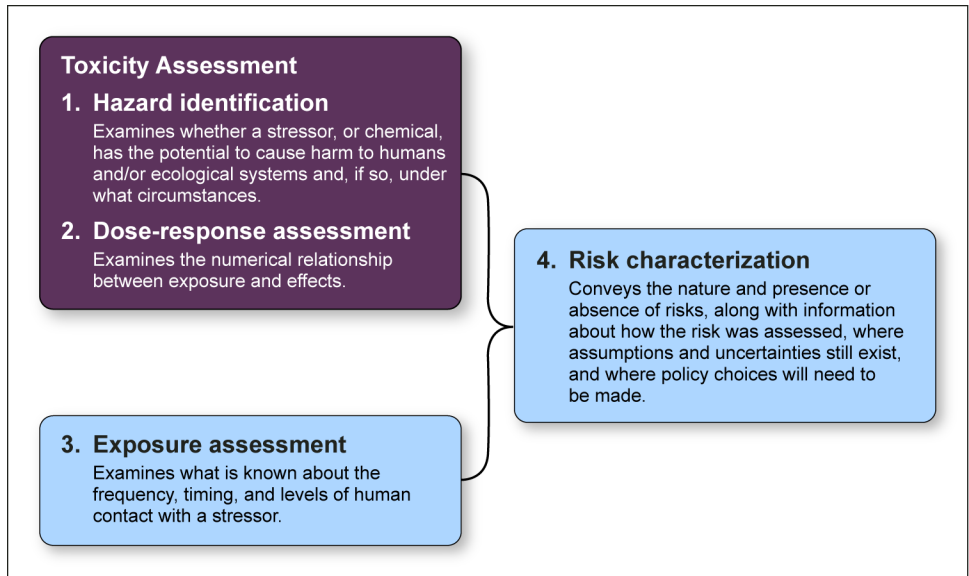 Toxicity Assessment
1. Hazard identification
Examines whether a stressor, or chemical,
has the potential to cause harm to humans
and/or ecological systems and, if so, under
what circumstances.
2. Dose-response assessment
Examines the numerical relationship
between exposure and effects.
3. Exposure assessment
Examines what is known about the
frequency, timing, and levels of human
contact with a stressor.
4. Risk characterization
Conveys the nature and presence or
absence of risks, along with information
about how the risk was assessed, where
assumptions and uncertainties still exist,
and where policy choices will need to
be made.